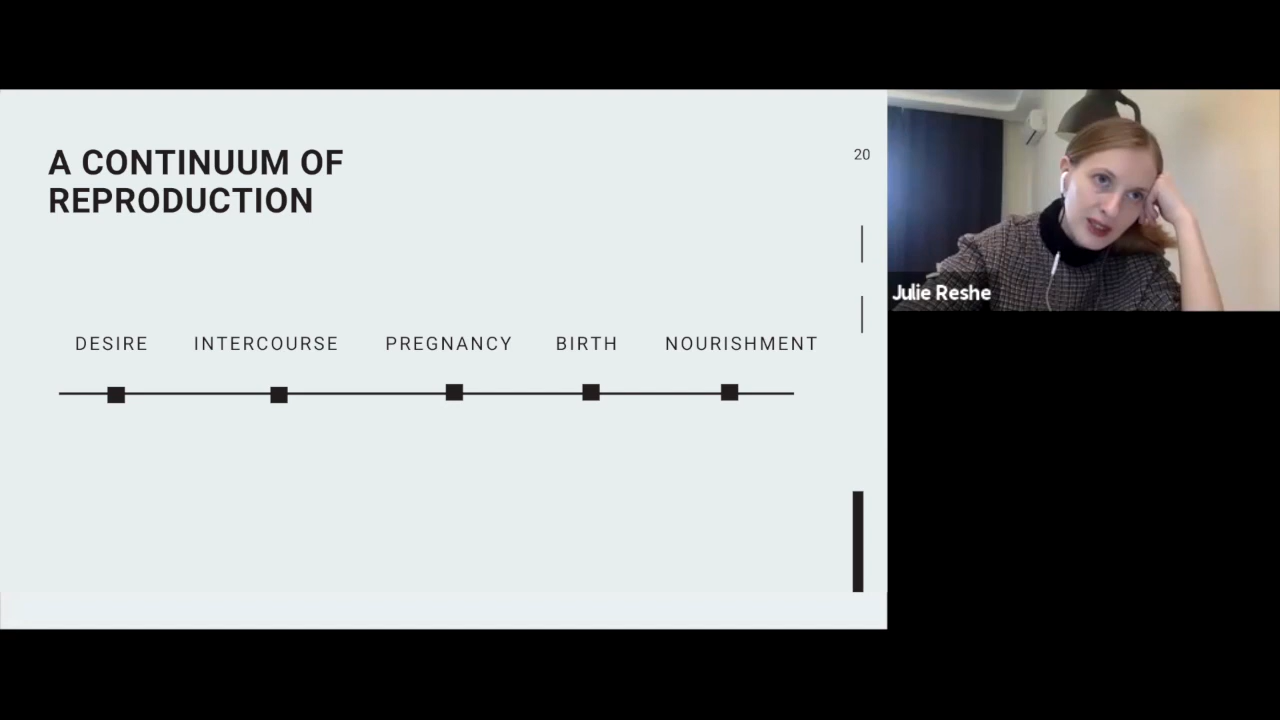 A CONTINUUM OF
REPRODUCTION
20
DESIRE INTERCOURSE PREGNANCY BIRTH NOURISHMENT
Julie Reshe